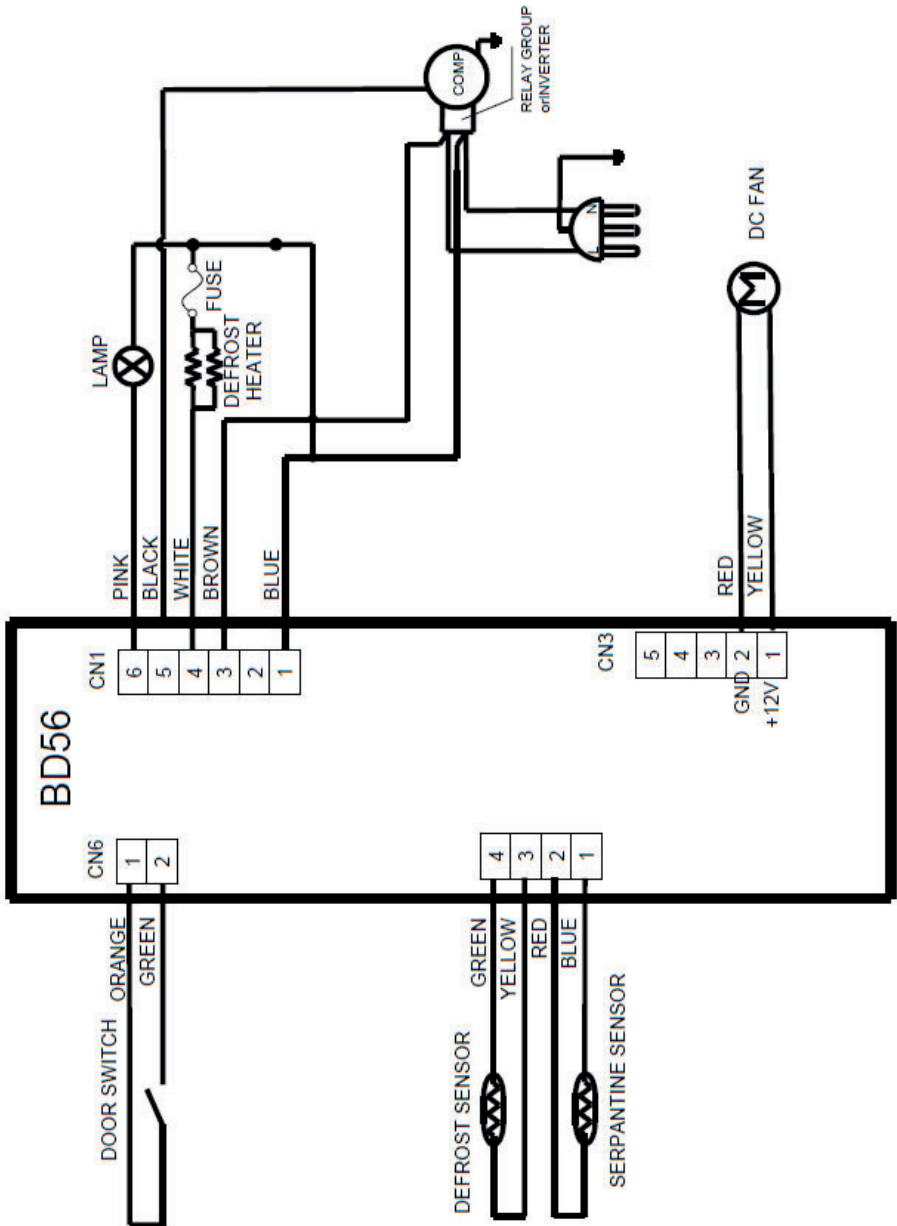 BD56
DOOR SWITCH
ORANGE
GREEN
CN6
1
2
DEFROST SENSOR
GREEN
YELLOW
RED
BLUE
4
3
2
1
SERPANTINE SENSOR
CN1
6
5
4
3
2
1
PINK
BLACK
WHITE
BROWN
BLUE
LAMP
FUSE
DEFROST
HEATER
COMP
RELAY GROUP
orINVERTER
L
N
CN3
5
4
3
2
1
GND
+12V
RED
YELLOW
M
DC FAN